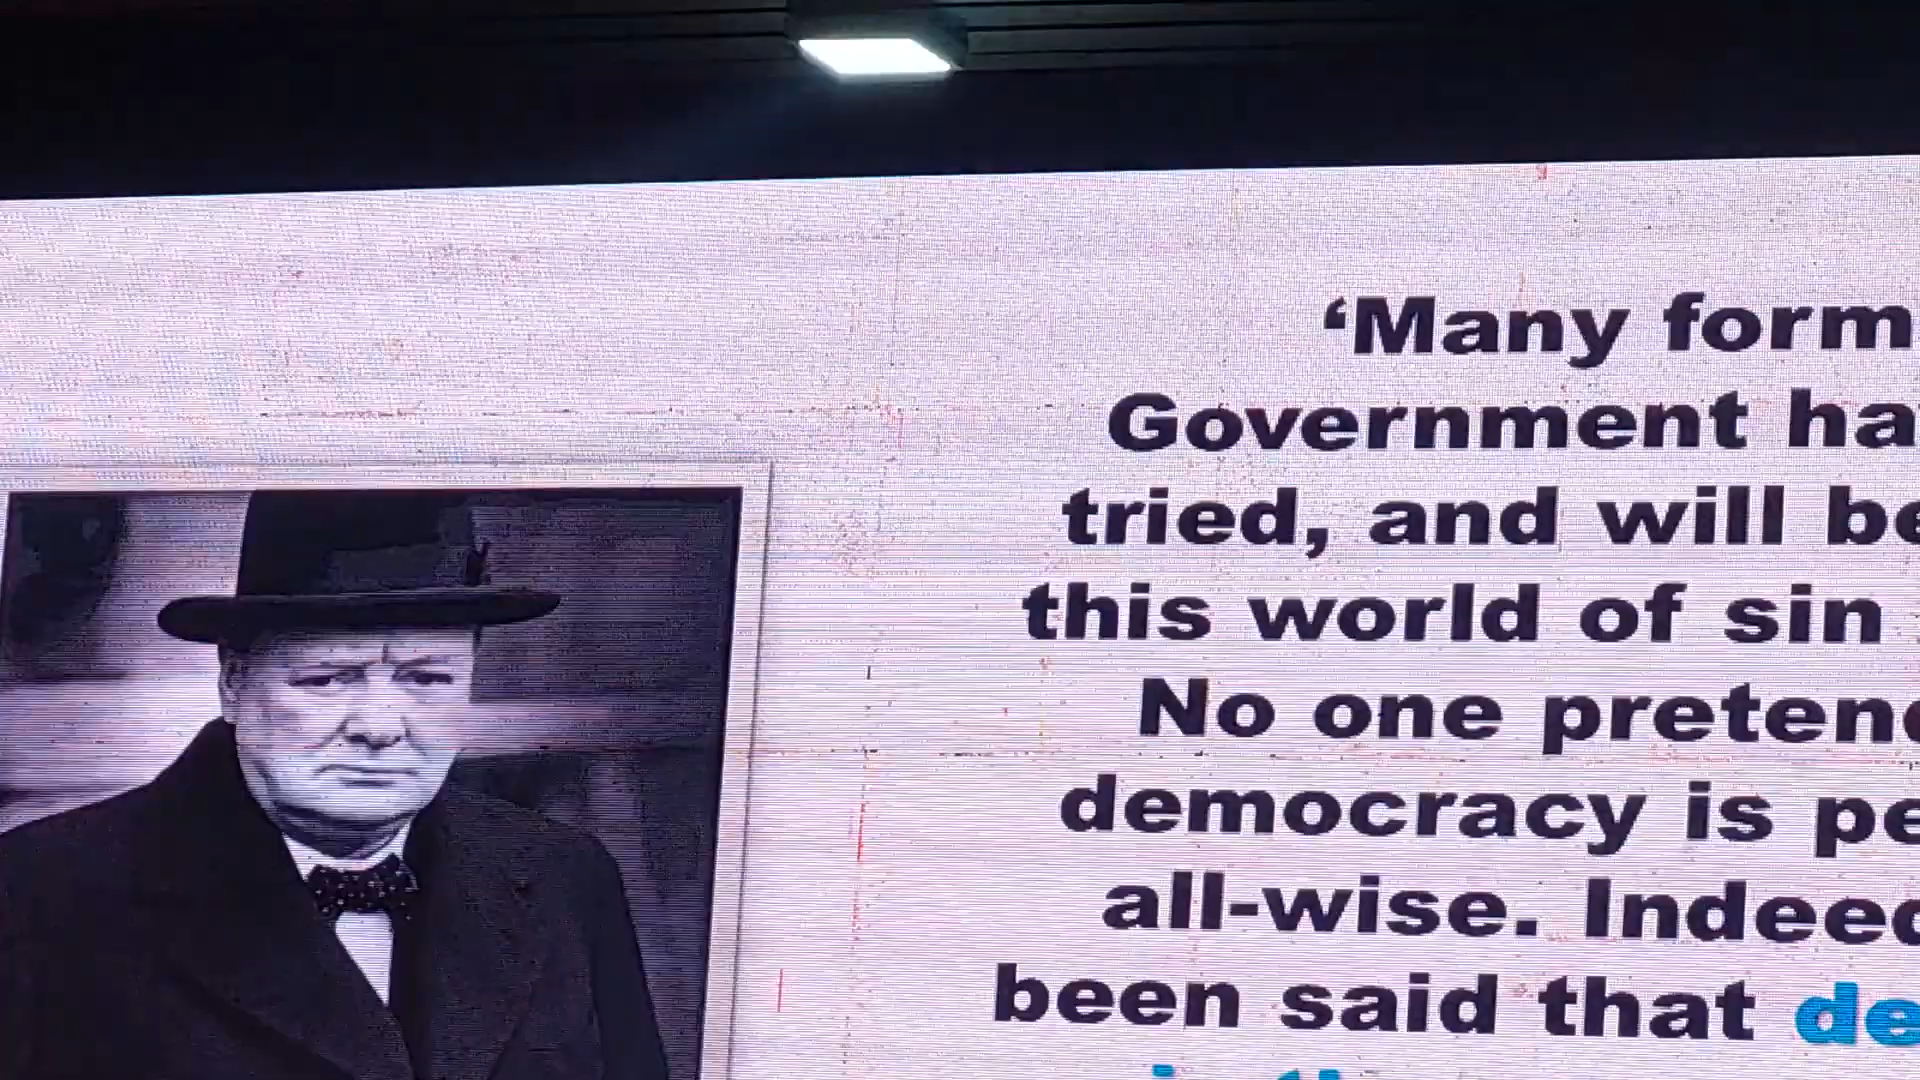 ‘Many form
Government ha
tried, and will be
this world of sin
No one preten
democracy is pe
all-wise. Indeed
been said that de